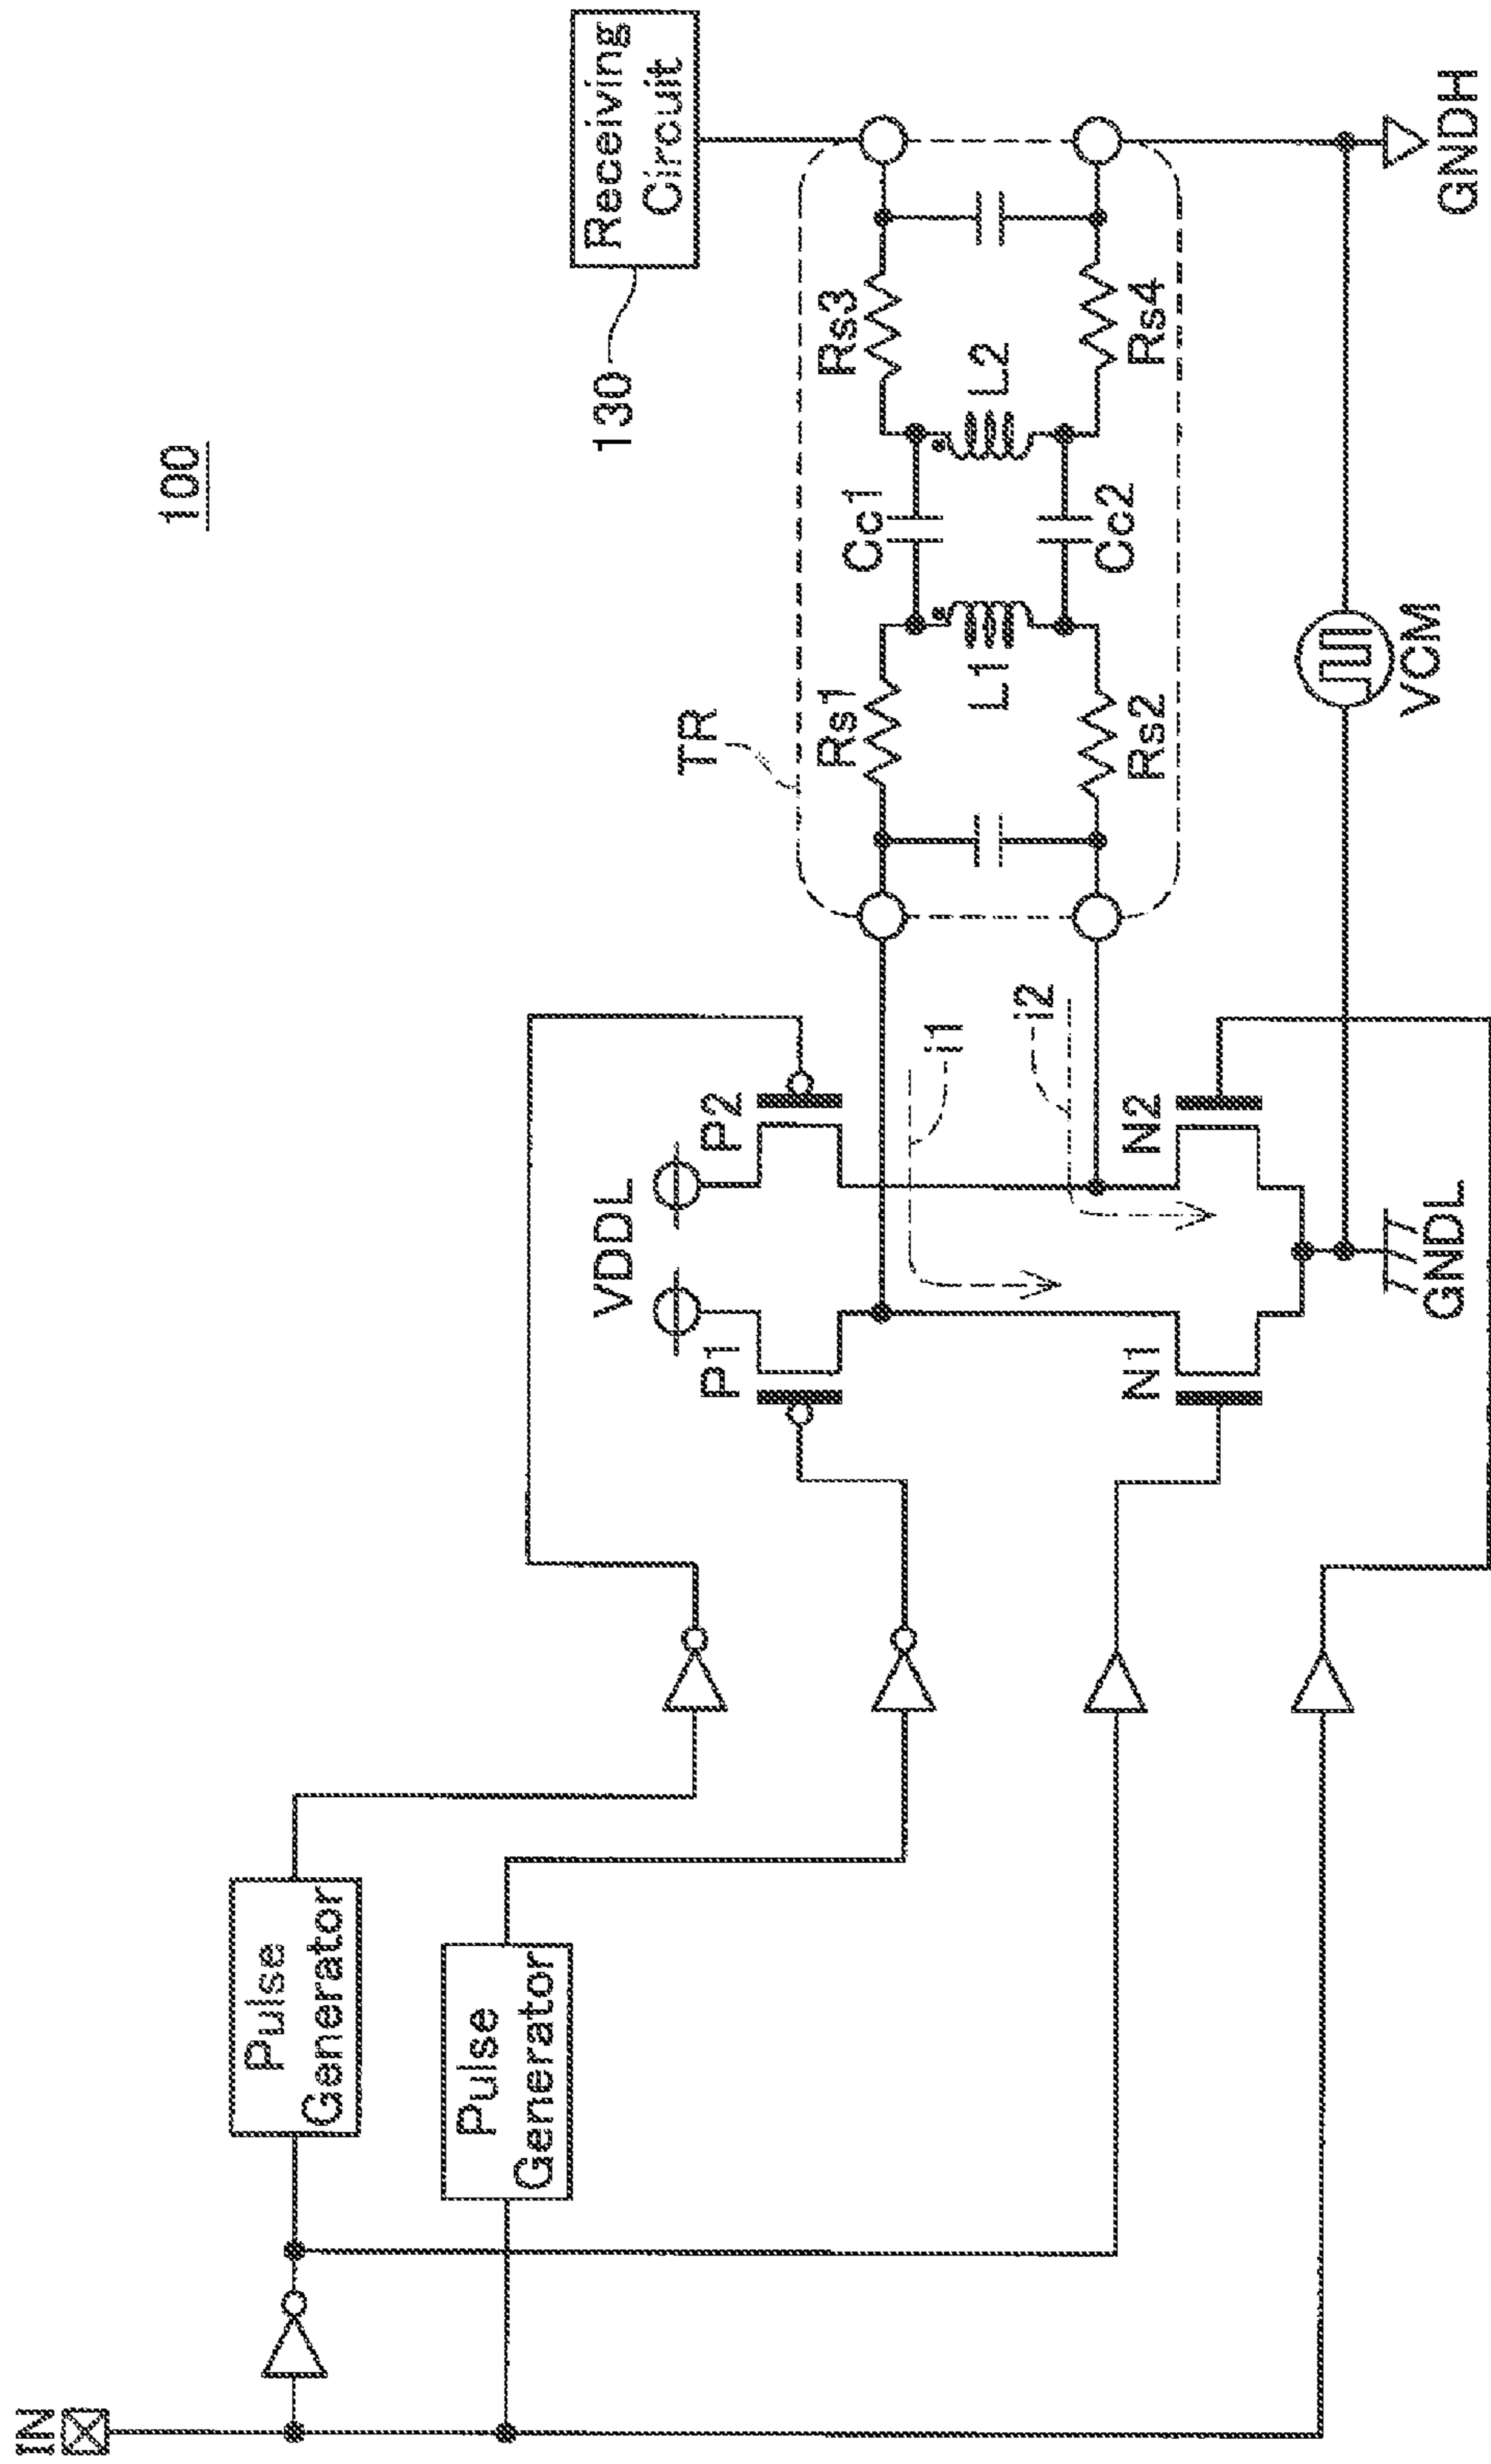 100
IN
Pulse
Generator
Pulse
Generator
VDDL
P1
P2
N1
N2
GNDL
i1
i2
TR
Rs1
Rs2
L1
Cc1
Cc2
L2
Rs3
Rs4
130
Receiving
Circuit
VCM
GNDH